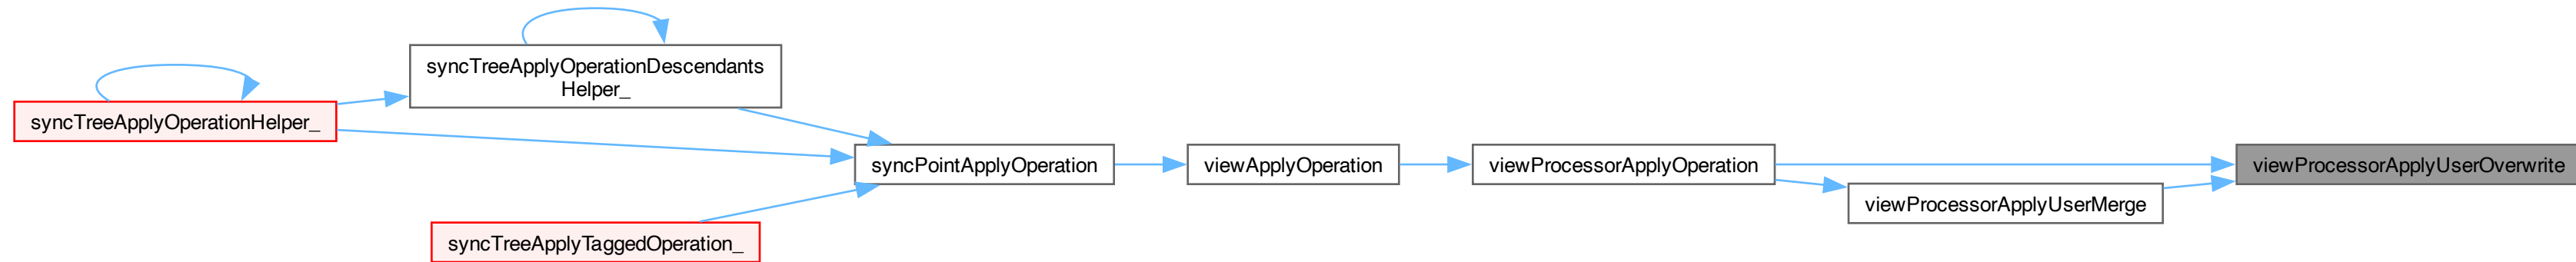 syncTreeApplyOperationHelper_
syncTreeApplyOperationDescendants
Helper_
syncTreeApplyTaggedOperation_
syncPointApplyOperation
viewApplyOperation
viewProcessorApplyOperation
viewProcessorApplyUserMerge
viewProcessorApplyUserOverwrite